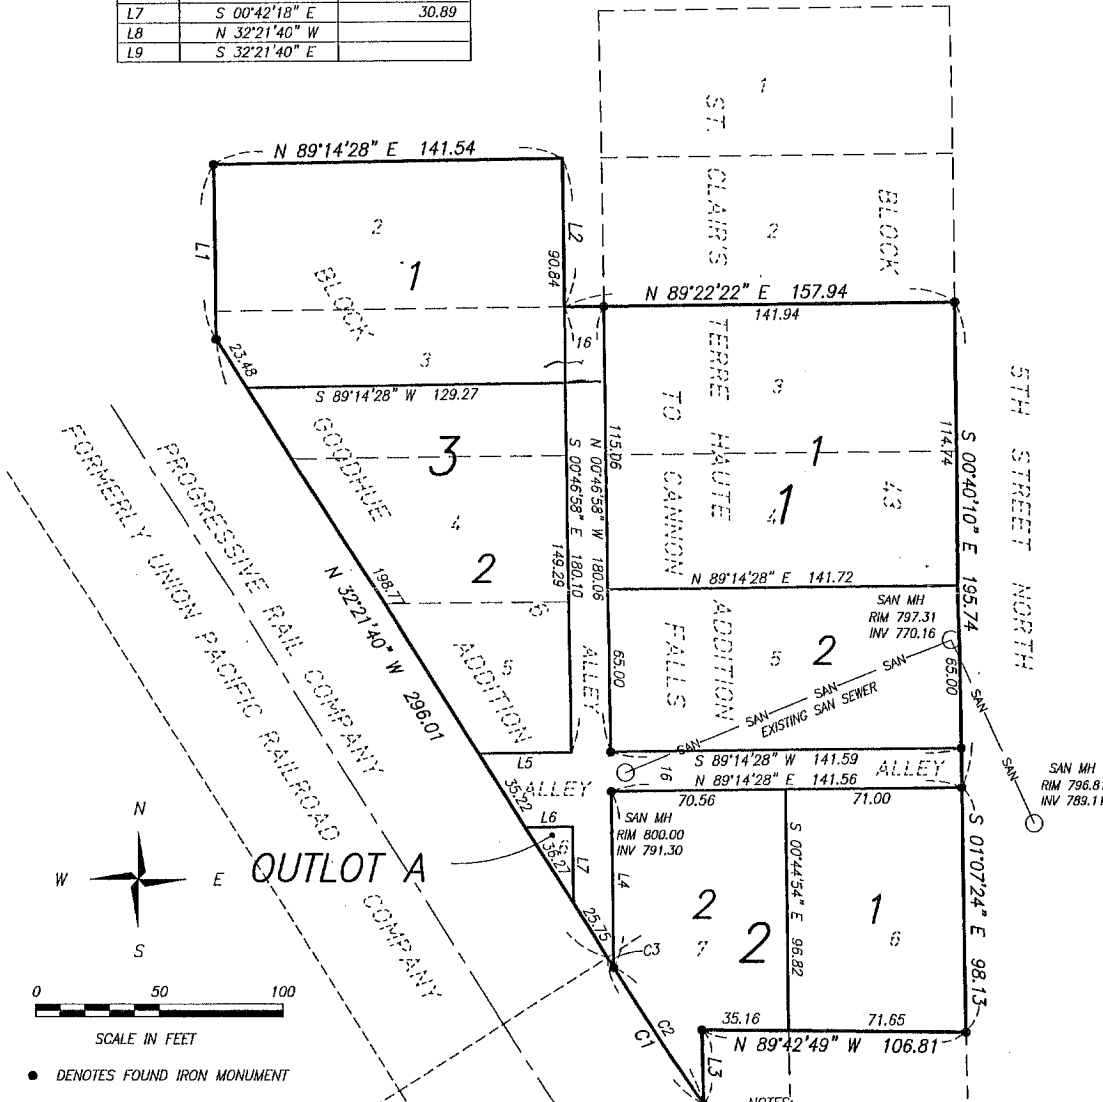 L7 S 00°42'18" E 30.89
L8 N 32°21'40" W
L9 S 32°21'40" E
1
ST. CLAIR'S TERRE HAUTE ADDITION
TO CANNON FALLS
BLOCK 43
2
N 89°14'28" E 141.54
L1
L2
2
1
90.84
BLOCK
3
N 89°22'22" E 157.94
141.94
16
23.48
S 89°14'28" W 129.27
3
GOODHUE
3
4
2
ADDITION
5
115.06
N 00°46'58" W 180.06
S 00°46'58" E 180.10
149.29
1
1
4
114.74
S 00°40'10" E 195.74
5TH STREET NORTH
N 89°14'28" E 141.72
SAN MH
RIM 797.31
INV 770.16
198.77
N 32°21'40" W 296.01
PROGRESSIVE RAIL COMPANY
FORMERLY UNION PACIFIC RAILROAD COMPANY
ALLEY
65.00
5
2
65.00
SAN SAN SAN SAN
EXISTING SAN SEWER
SAN
SAN
SAN MH
RIM 796.81
INV 789.11
L5
S 89°14'28" W 141.59
16
N 89°14'28" E 141.56
ALLEY
35.22
ALLEY
70.56
71.00
L6
36.27
L7
OUTLOT A
SAN MH
RIM 800.00
INV 791.30
L4
25.75
C3
2
7
2
S 00°44'54" E 96.82
1
6
S 01°07'24" E 98.13
C2
C1
35.16
71.65
N 89°42'49" W 106.81
L3
N
W E
S
0 50 100
SCALE IN FEET
● DENOTES FOUND IRON MONUMENT
NOTES: